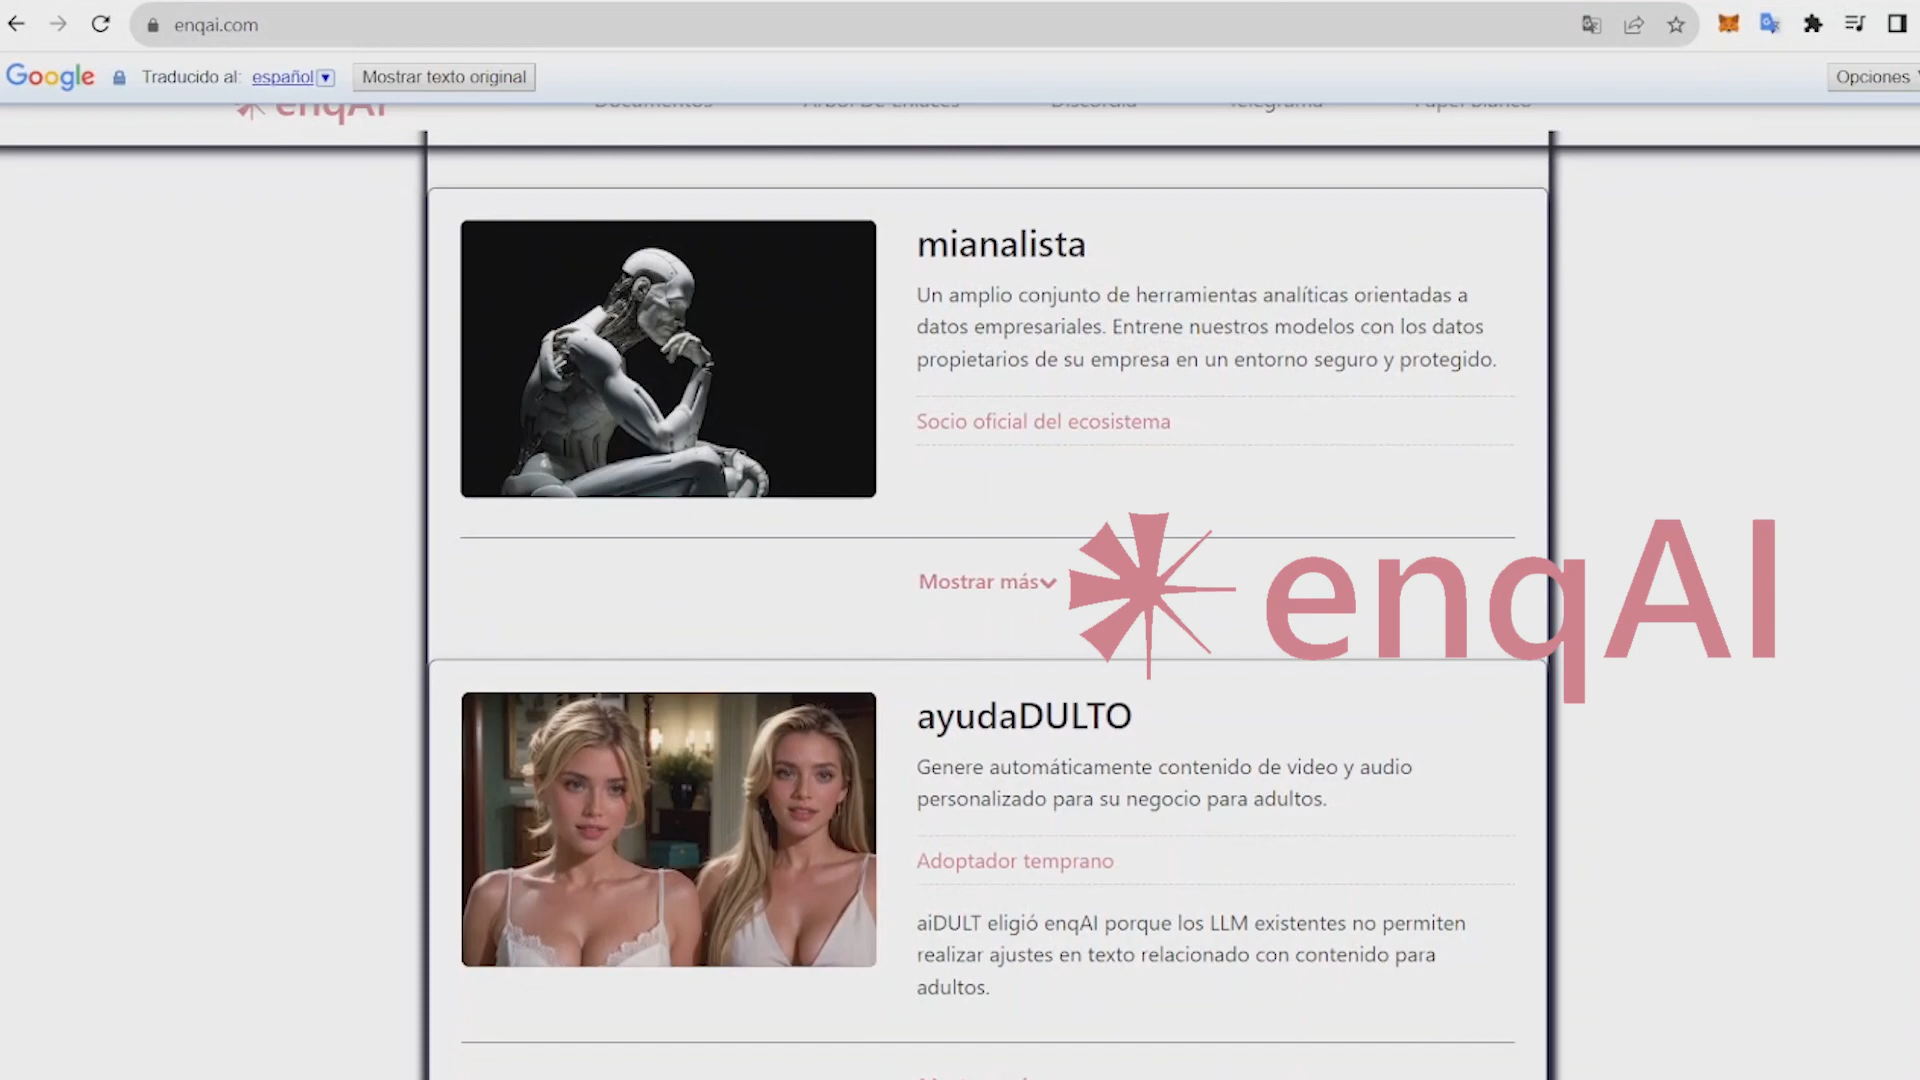 enqai.com
Google Traducido al: español Mostrar texto original Opciones
enqAI Documentos Árbol De Enlaces Discordia Telegrama Papel Blanco
mianalista
Un amplio conjunto de herramientas analíticas orientadas a
datos empresariales. Entrene nuestros modelos con los datos
propietarios de su empresa en un entorno seguro y protegido.
Socio oficial del ecosistema
Mostrar más
enqAI
ayudaDULTO
Genere automáticamente contenido de video y audio
personalizado para su negocio para adultos.
Adoptador temprano
aiDULT eligió enqAI porque los LLM existentes no permiten
realizar ajustes en texto relacionado con contenido para
adultos.